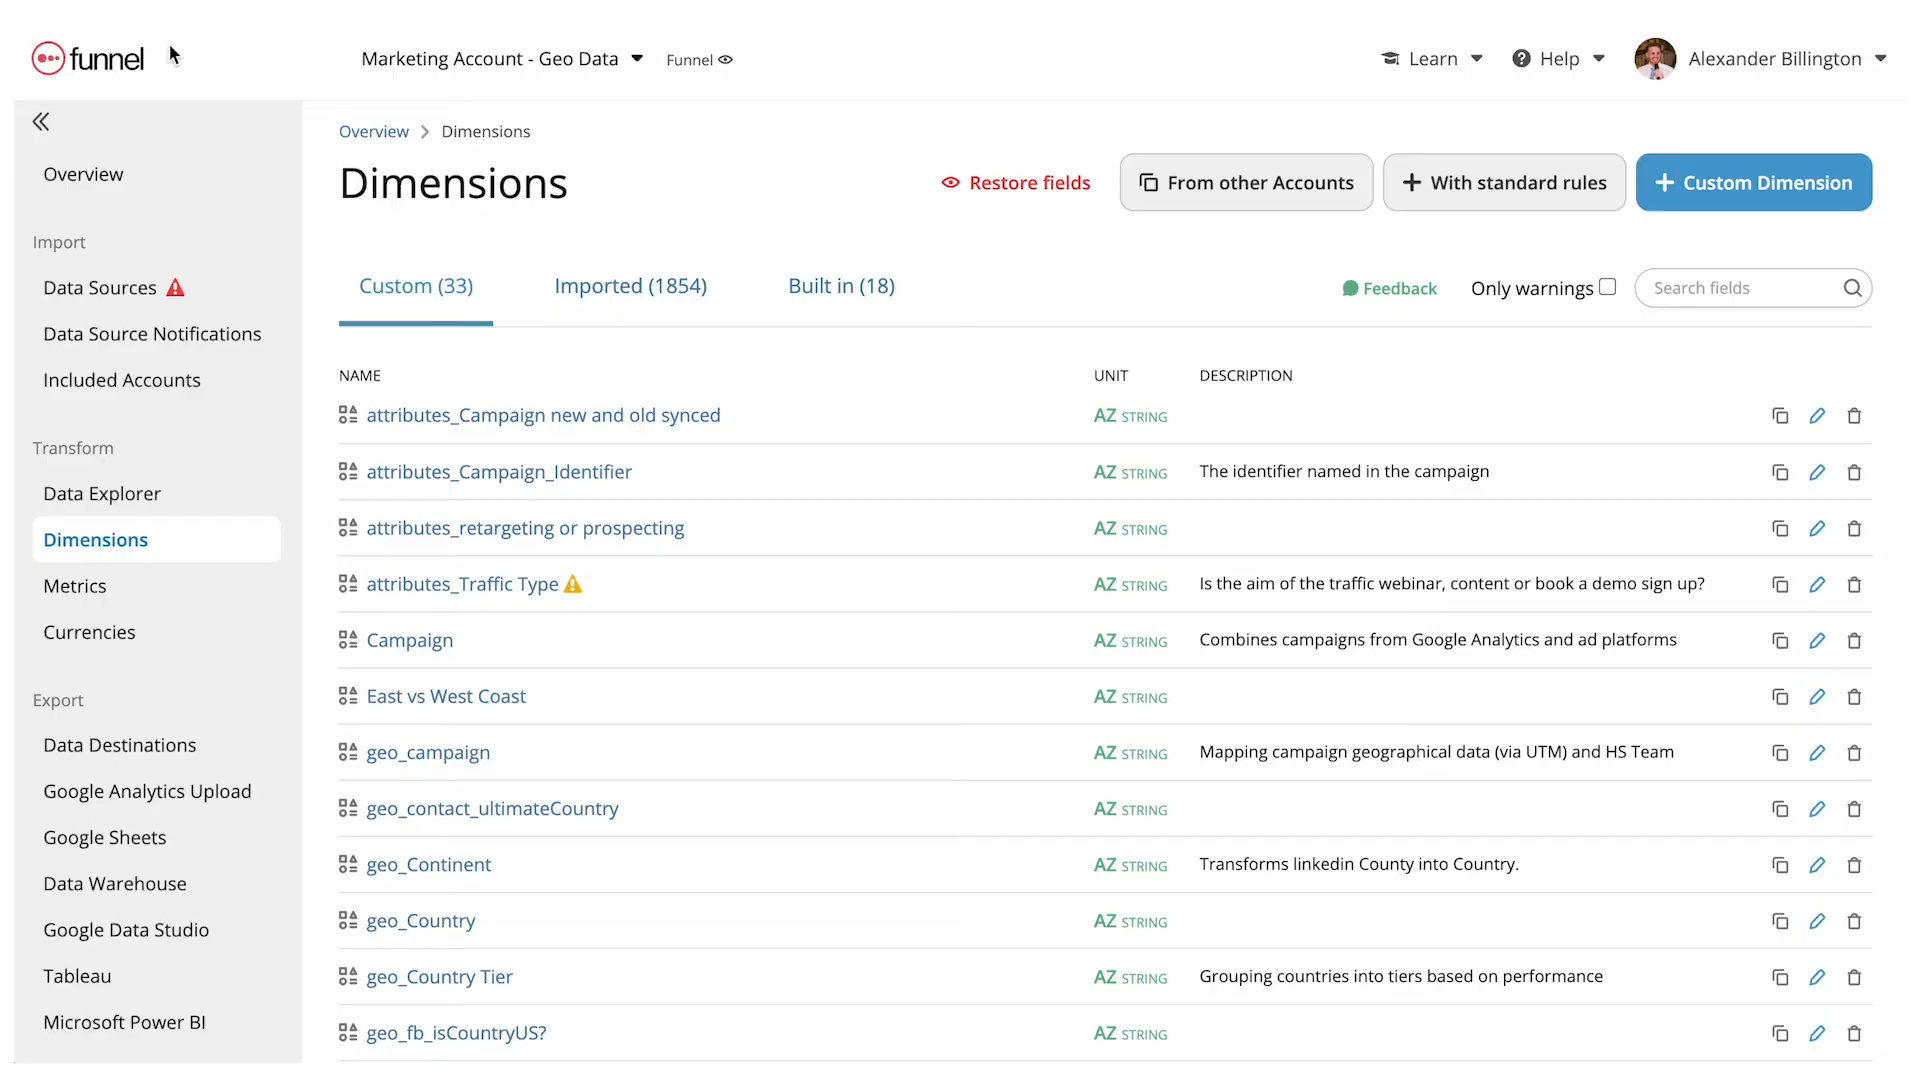 funnel
Marketing Account - Geo Data
Funnel
Learn
Help
Alexander Billington
Overview
Import
Data Sources
Data Source Notifications
Included Accounts
Transform
Data Explorer
Dimensions
Metrics
Currencies
Export
Data Destinations
Google Analytics Upload
Google Sheets
Data Warehouse
Google Data Studio
Tableau
Microsoft Power BI
Overview > Dimensions
Dimensions
Restore fields
From other Accounts
+ With standard rules
+ Custom Dimension
Custom (33)
Imported (1854)
Built in (18)
Feedback
Only warnings
Search fields
NAME UNIT DESCRIPTION
attributes_Campaign new and old synced AZ STRING
attributes_Campaign_Identifier AZ STRING The identifier named in the campaign
attributes_retargeting or prospecting AZ STRING
attributes_Traffic Type AZ STRING Is the aim of the traffic webinar, content or book a demo sign up?
Campaign AZ STRING Combines campaigns from Google Analytics and ad platforms
East vs West Coast AZ STRING
geo_campaign AZ STRING Mapping campaign geographical data (via UTM) and HS Team
geo_contact_ultimateCountry AZ STRING
geo_Continent AZ STRING Transforms linkedin County into Country.
geo_Country AZ STRING
geo_Country Tier AZ STRING Grouping countries into tiers based on performance
geo_fb_isCountryUS? AZ STRING